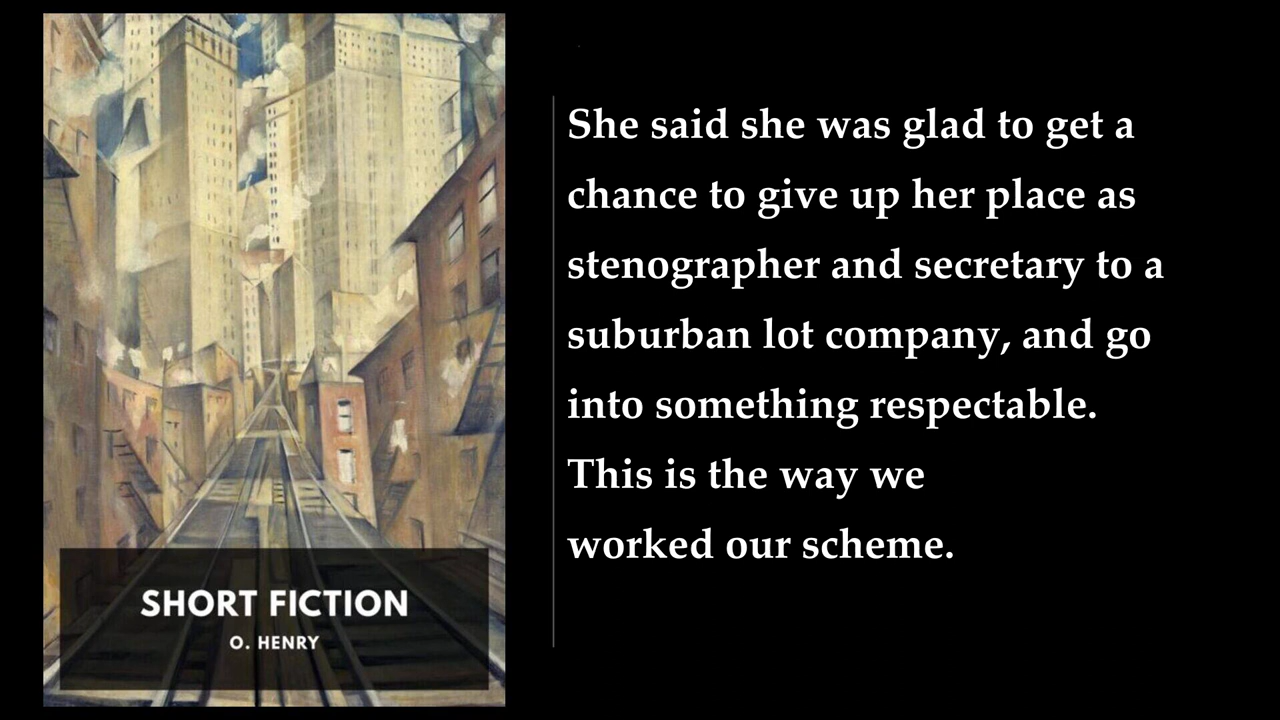 She said she was glad to get a
chance to give up her place as
stenographer and secretary to a
suburban lot company, and go
into something respectable.
This is the way we
worked our scheme.
SHORT FICTION
O. HENRY